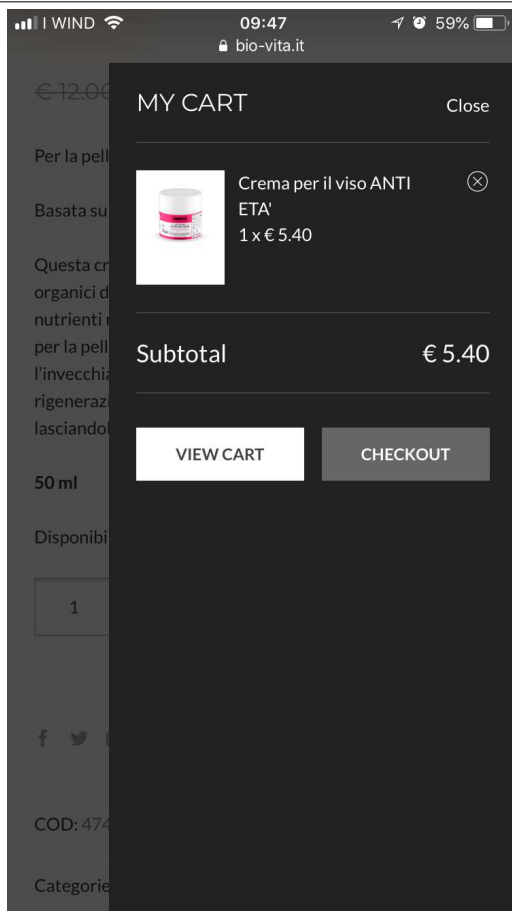 I WIND 09:47 59%
bio-vita.it
€ 12.00
MY CART Close
Per la pell
Crema per il viso ANTI
ETA'
1 x € 5.40
Basata su
Questa cr
organici d
nutrienti
per la pell
l'invecchia
rigenerazi
lasciandol
Subtotal € 5.40
VIEW CART CHECKOUT
50 ml
Disponibi
1
COD: 474
Categorie